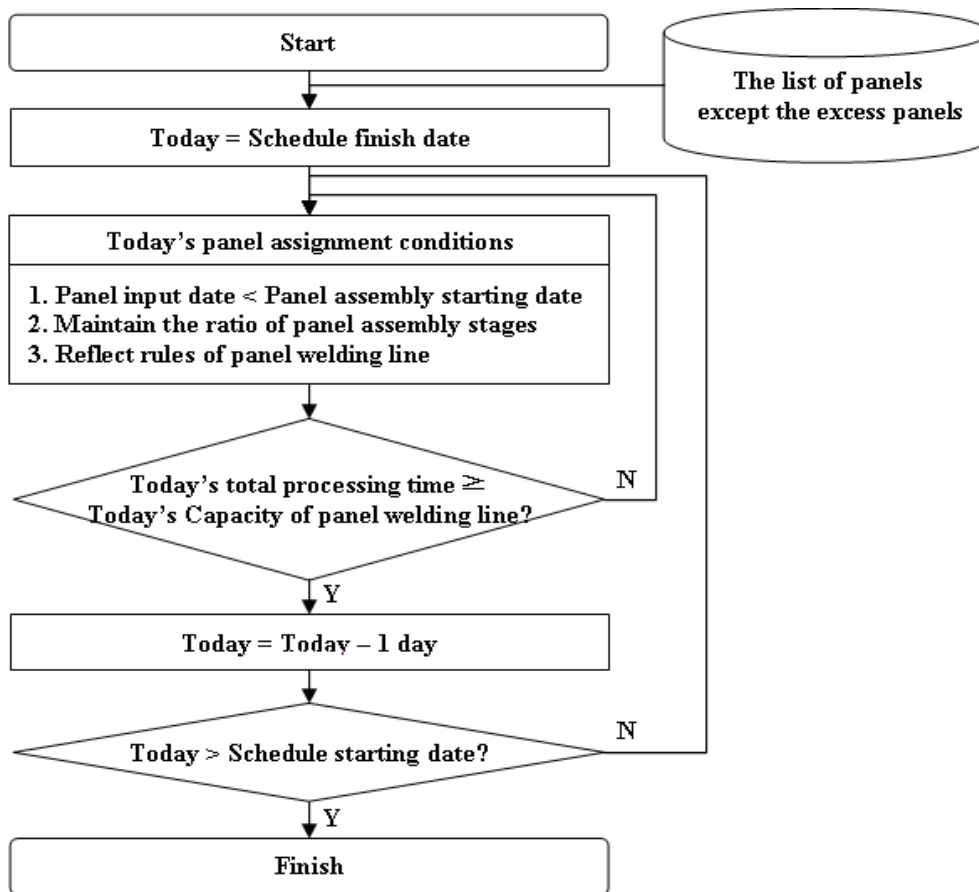 Start
The list of panels
except the excess panels
Today = Schedule finish date
Today’s panel assignment conditions
1. Panel input date < Panel assembly starting date
2. Maintain the ratio of panel assembly stages
3. Reflect rules of panel welding line
Today’s total processing time ≥
Today’s Capacity of panel welding line?
N
Y
Today = Today – 1 day
Today > Schedule starting date?
N
Y
Finish